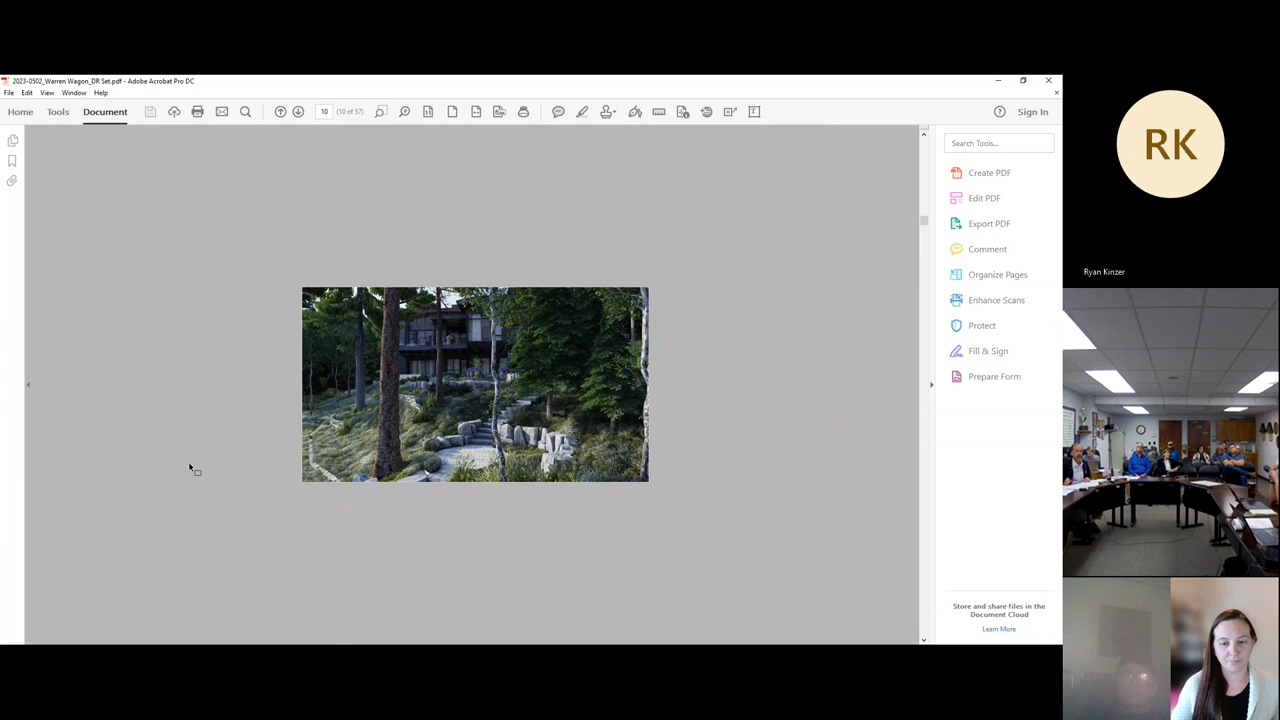 2023-0502_Warren Wagon_DR Set.pdf - Adobe Acrobat Pro DC
File Edit View Window Help
Home Tools Document 10 (10 of 57) Sign In
Search Tools...
Create PDF
Edit PDF
Export PDF
Comment
Organize Pages
Enhance Scans
Protect
Fill & Sign
Prepare Form
Store and share files in the
Document Cloud
Learn More
RK
Ryan Kinzer